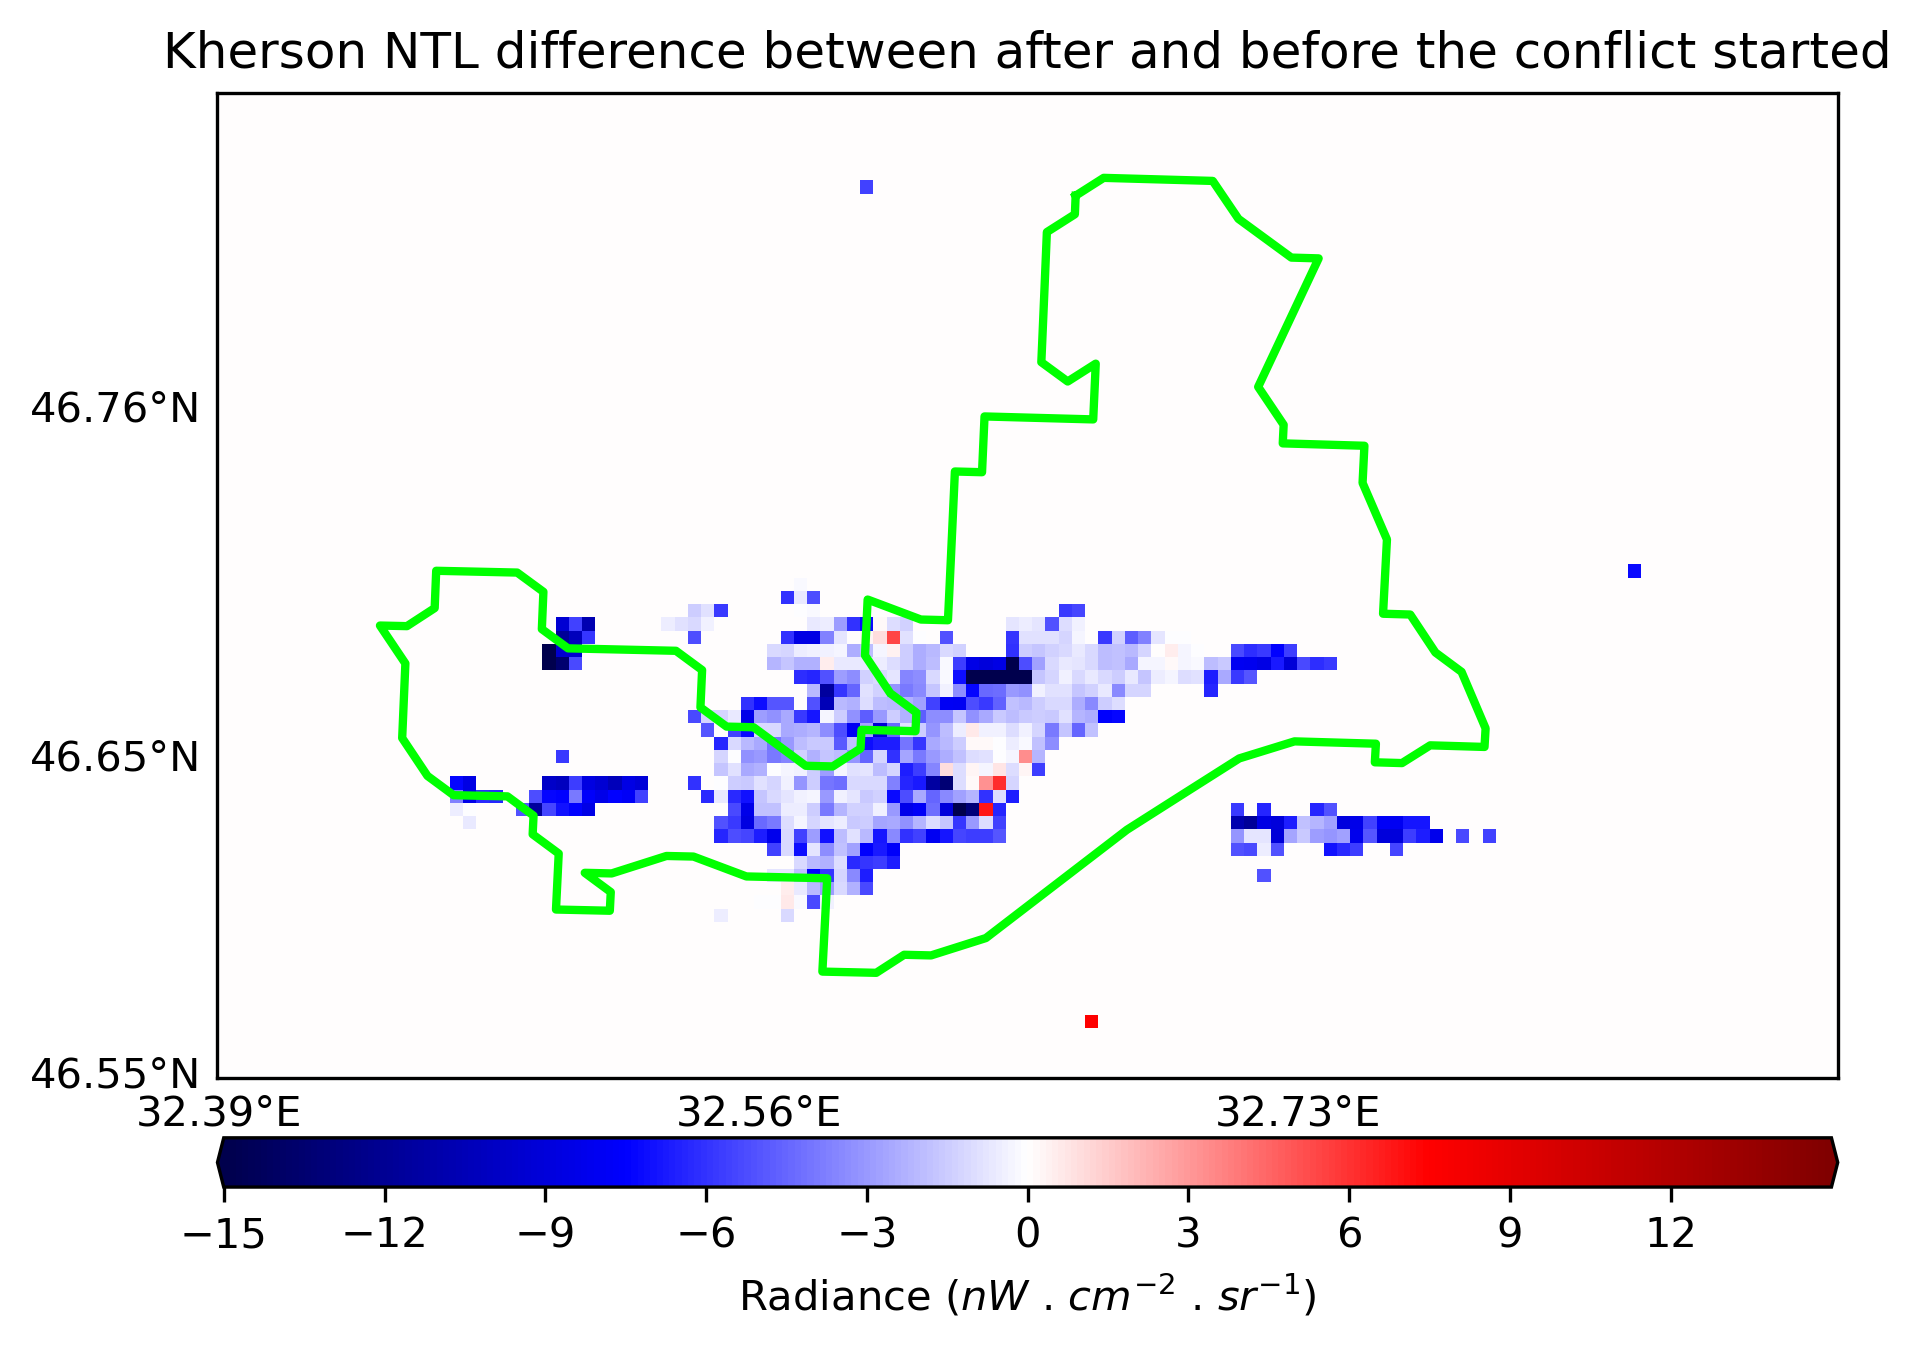 Kherson NTL difference between after and before the conflict started
46.76°N
46.65°N
46.55°N
32.39°E 32.56°E 32.73°E
−15 −12 −9 −6 −3 0 3 6 9 12
Radiance (nW . cm⁻² . sr⁻¹)